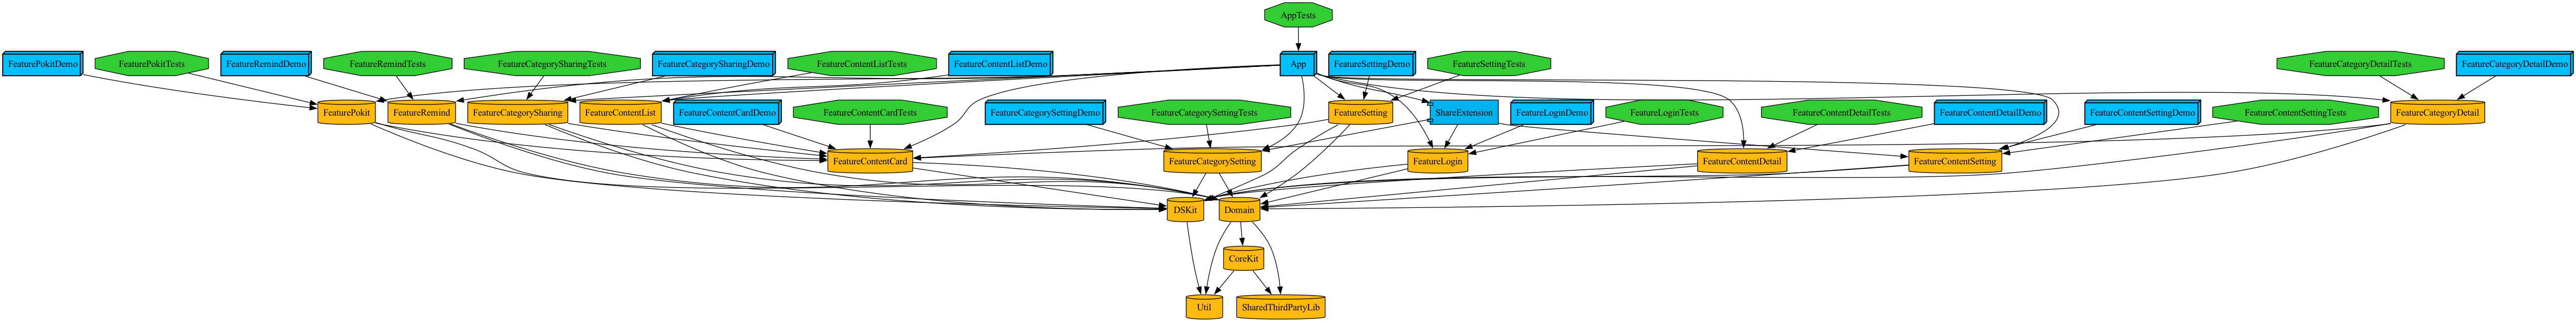 AppTests
FeaturePokitDemo
FeaturePokitTests
FeatureRemindDemo
FeatureRemindTests
FeatureCategorySharingTests
FeatureCategorySharingDemo
FeatureContentListTests
FeatureContentListDemo
App
FeatureSettingDemo
FeatureSettingTests
FeatureCategoryDetailTests
FeatureCategoryDetailDemo
FeaturePokit
FeatureRemind
FeatureCategorySharing
FeatureContentList
FeatureContentCardDemo
FeatureContentCardTests
FeatureCategorySettingDemo
FeatureCategorySettingTests
FeatureSetting
ShareExtension
FeatureLoginDemo
FeatureLoginTests
FeatureContentDetailTests
FeatureContentDetailDemo
FeatureContentSettingDemo
FeatureContentSettingTests
FeatureCategoryDetail
FeatureContentCard
FeatureCategorySetting
FeatureLogin
FeatureContentDetail
FeatureContentSetting
DSKit
Domain
CoreKit
Util
SharedThirdPartyLib